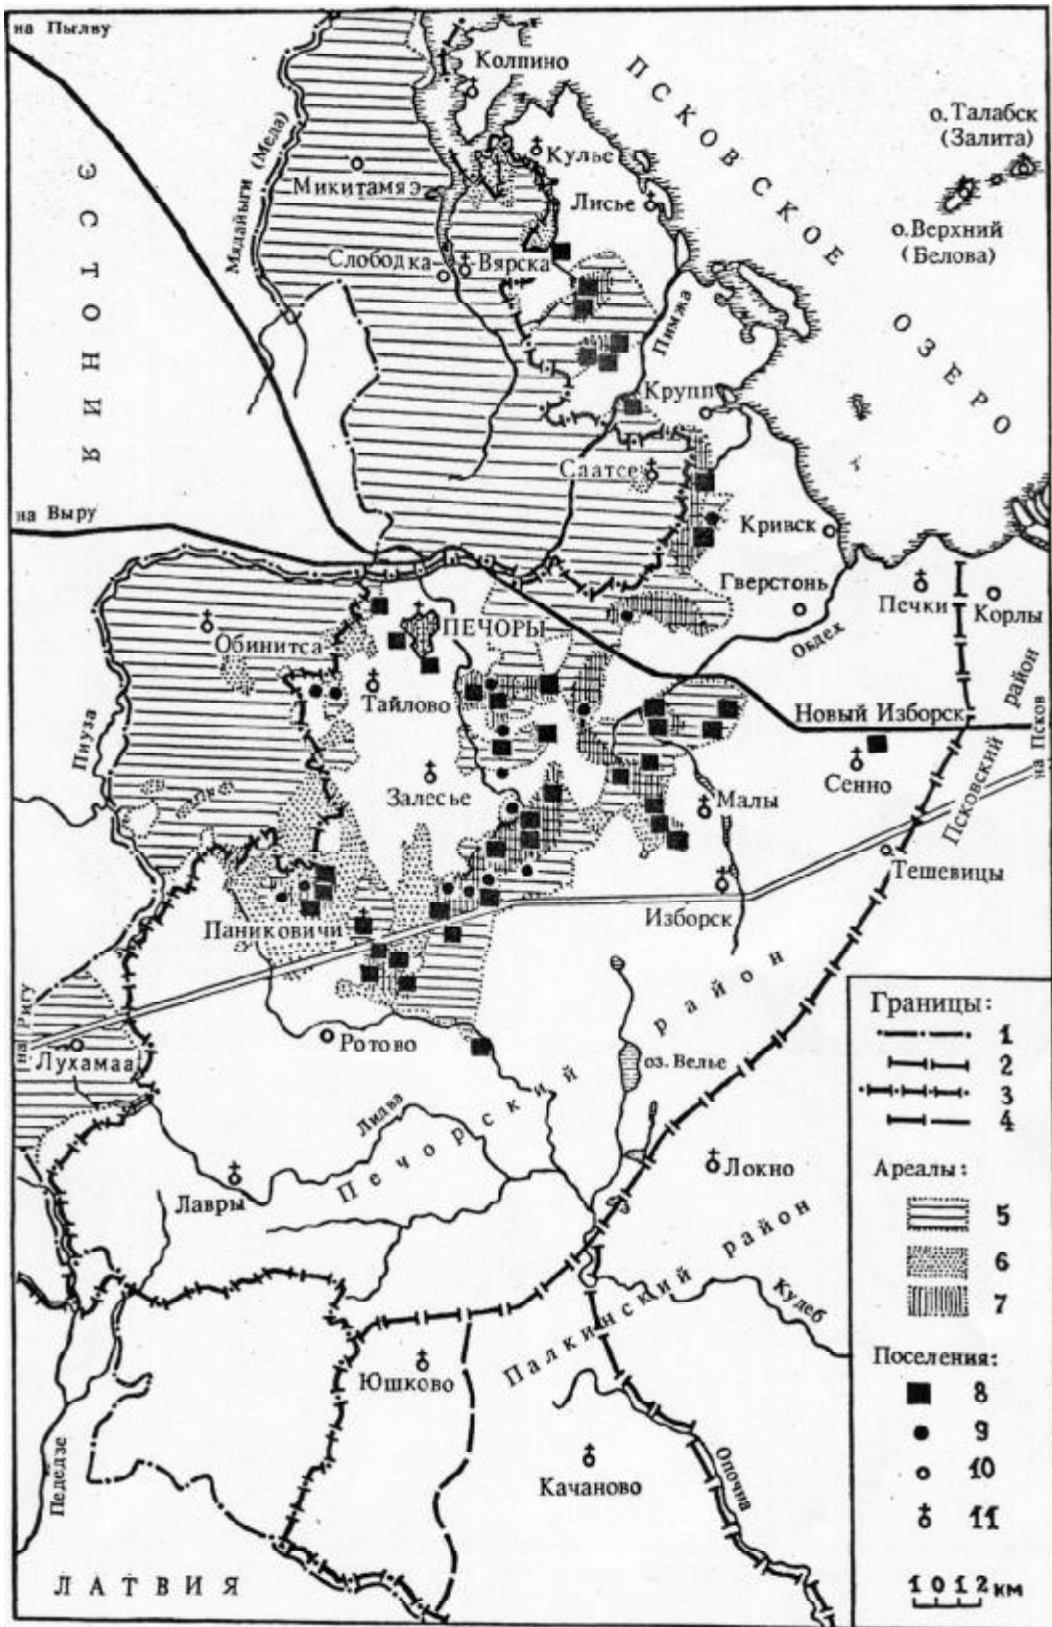 на Пылву
Колпино
ПСКОВСКОЕ ОЗЕРО
о. Талабск
(Залита)
ЭСТОНИЯ
Мядайыги (Меда)
Кулье
Микитамяэ
Лисье
о.Верхний
(Белова)
Слободка
Вярска
Пимжа
Крупп
Саатсе
на Выру
Кривск
Гверстонь
Печки
Корлы
Обинитса
ПЕЧОРЫ
Обдех
Тайлово
Новый Изборск
Псковский район
на Псков
Пиуза
Сенно
Залесье
Малы
Тешевицы
Изборск
Паниковичи
на Ригу
Лухамаа
Ротово
оз. Велье
Границы:
1
2
3
4
Лидва
Печорский район
Локно
Лавры
Ареалы:
5
6
7
Палкинский район
Кудеб
Юшково
Поселения:
8
9
10
11
Качаново
Опочна
Педедзе
ЛАТВИЯ
1 0 1 2 км